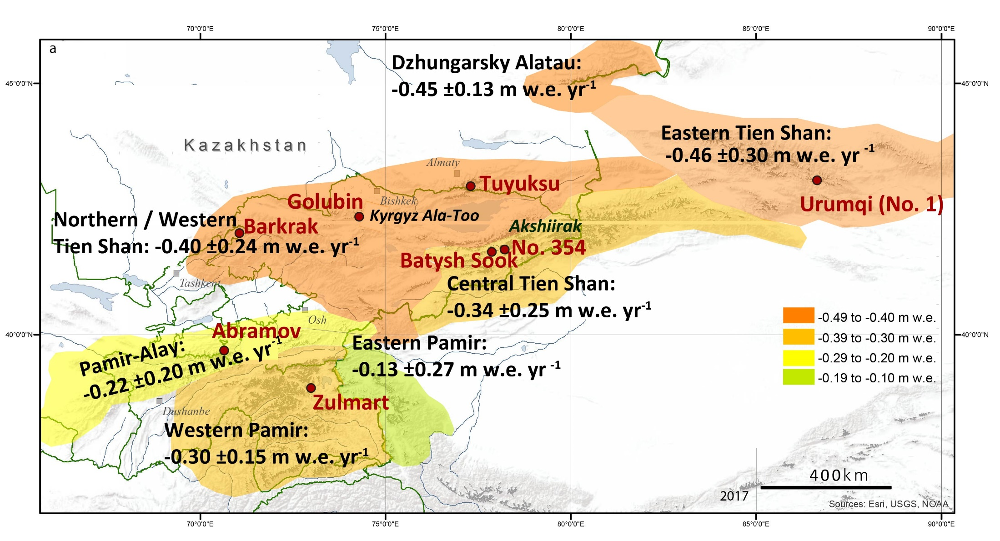 70°0'0"E 75°0'0"E 80°0'0"E 85°0'0"E 90°0'0"E
a
Dzhungarsky Alatau:
-0.45 ±0.13 m w.e. yr-1
45°0'0"N 45°0'0"N
Eastern Tien Shan:
-0.46 ±0.30 m w.e. yr -1
Kazakhstan
Almaty
Tuyuksu
Golubin
Bishkek
Kyrgyz Ala-Too
Urumqi (No. 1)
Northern / Western
Tien Shan: -0.40 ±0.24 m w.e. yr-1
Barkrak
Akshiirak
No. 354
Batysh Sook
Tashkent
Central Tien Shan:
-0.34 ±0.25 m w.e. yr-1
Osh
Abramov
40°0'0"N 40°0'0"N
Pamir-Alay:
-0.22 ±0.20 m w.e. yr-1
Eastern Pamir:
-0.13 ±0.27 m w.e. yr -1
-0.49 to -0.40 m w.e.
-0.39 to -0.30 m w.e.
-0.29 to -0.20 m w.e.
-0.19 to -0.10 m w.e.
Zulmart
Dushanbe
Western Pamir:
-0.30 ±0.15 m w.e. yr-1
400km
2017
Sources: Esri, USGS, NOAA
70°0'0"E 75°0'0"E 80°0'0"E 85°0'0"E 90°0'0"E